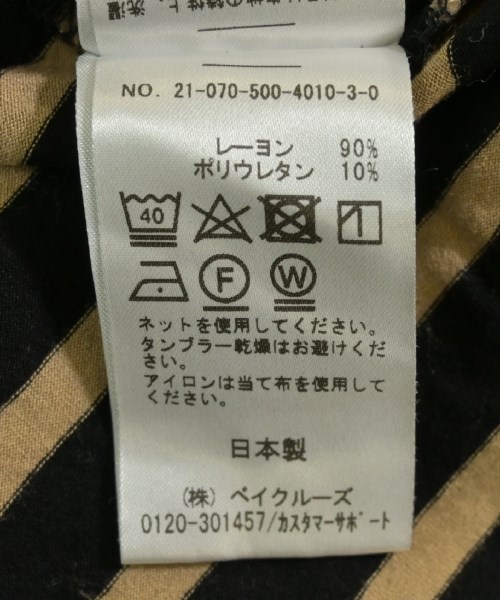 NO. 21-070-500-4010-3-0
レーヨン 90%
ポリウレタン 10%
40
F W
ネットを使用してください。
タンブラー乾燥はお避けくだ
さい。
アイロンは当て布を使用して
ください。
日本製
(株) ベイクルーズ
0120-301457/カスタマーサポート